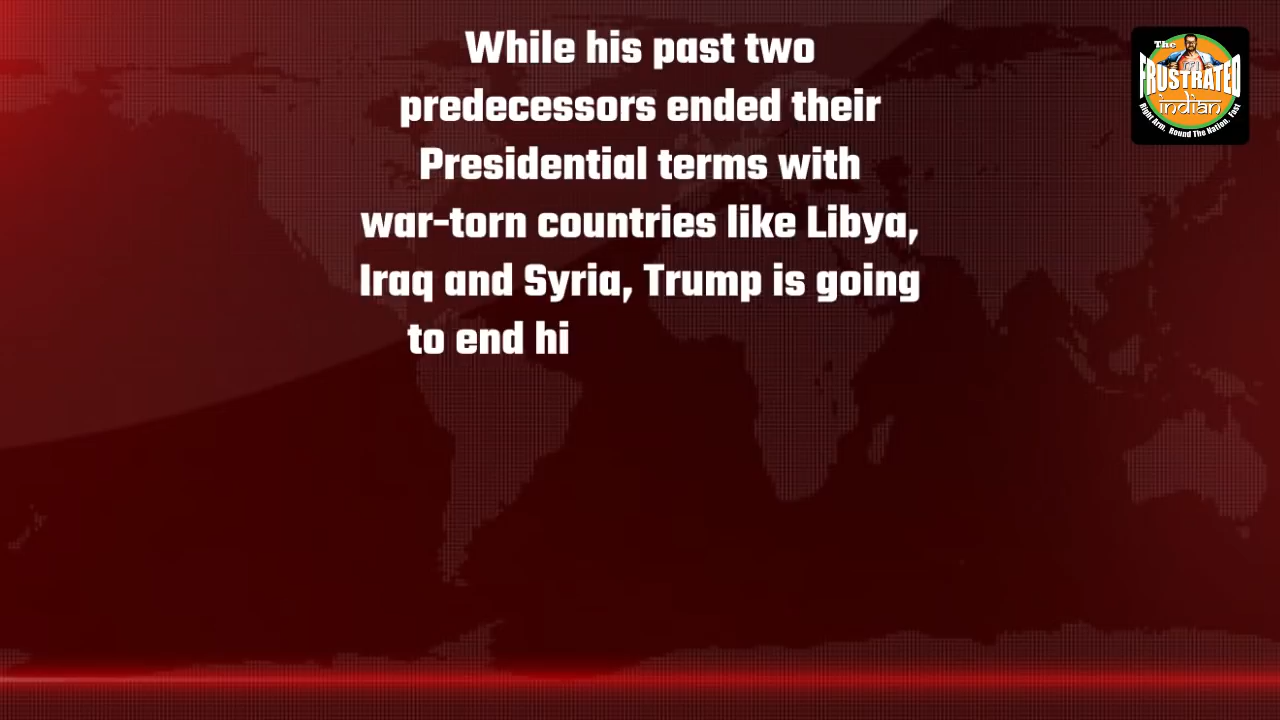 While his past two
predecessors ended their
Presidential terms with
war-torn countries like Libya,
Iraq and Syria, Trump is going
to end hi
The
FRUSTRATED
indian
Right Arm, Round The Nation, Fast